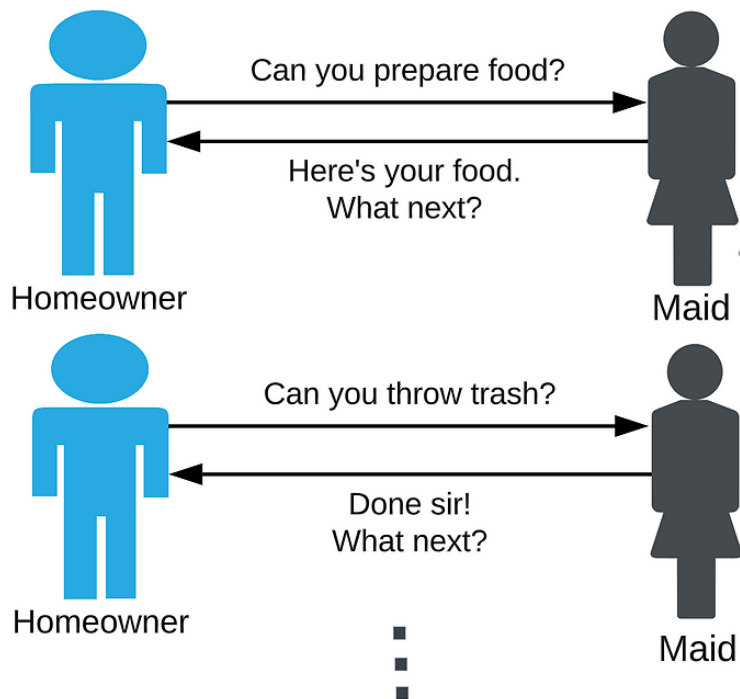 Can you prepare food?
Here's your food.
What next?
Homeowner
Maid
Can you throw trash?
Done sir!
What next?
Homeowner
Maid